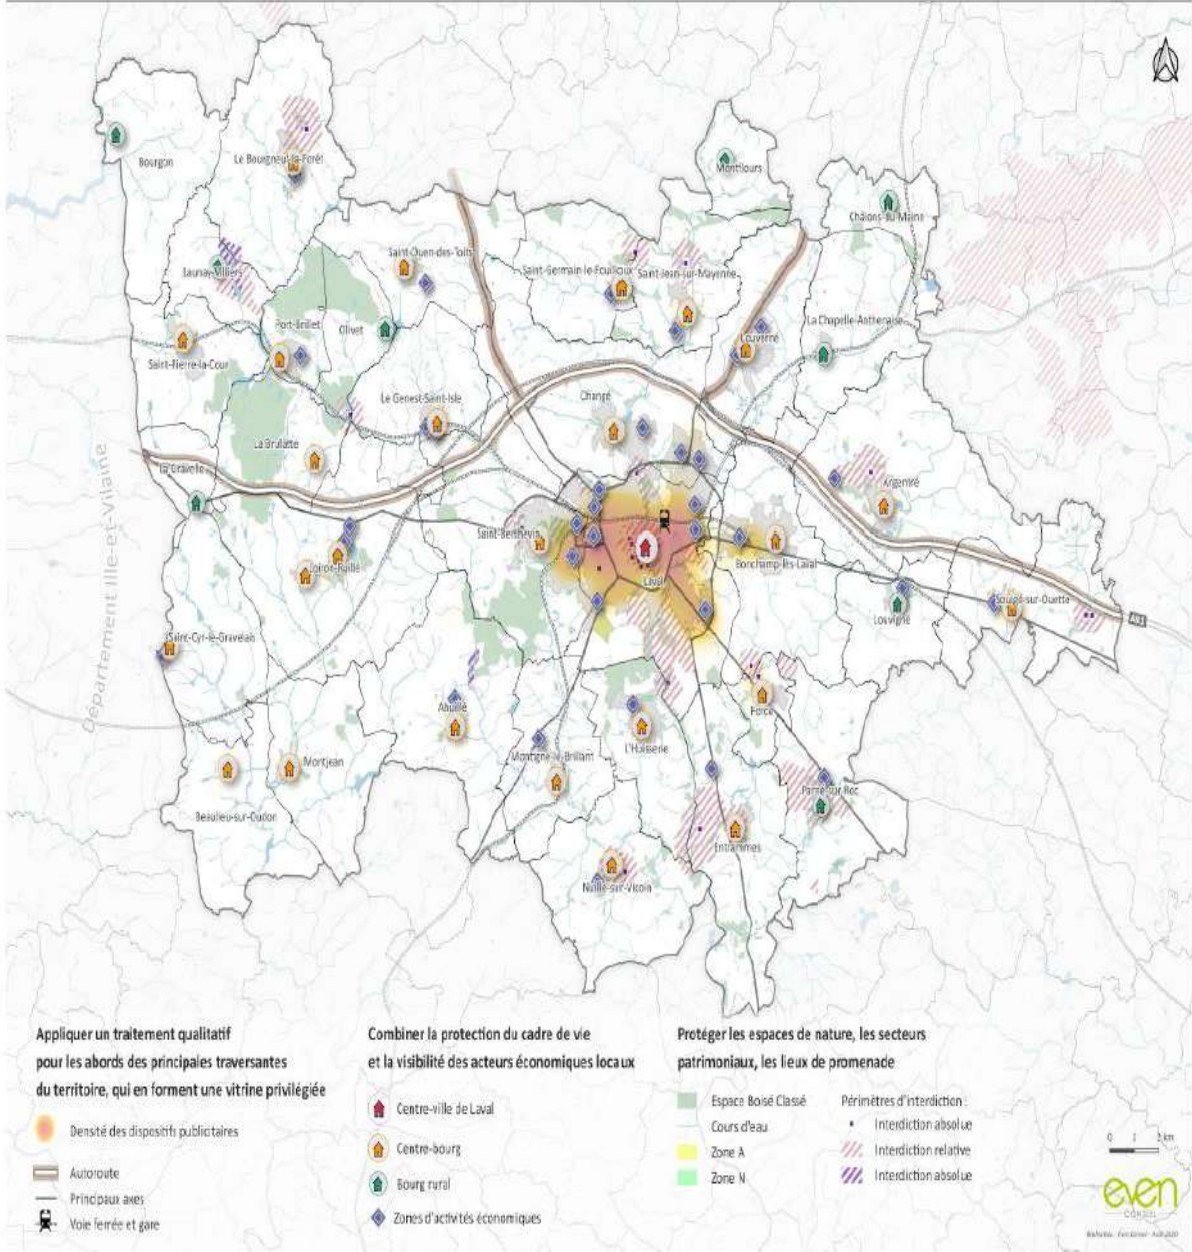 Bourgon
Le Bourgneuf-la-Forêt
Montflours
Châlons-du-Maine
Launay-Villiers
Saint-Ouen-des-Toits
Saint-Germain-le-Fouilloux
Saint-Jean-sur-Mayenne
Port-Brillet
Olivet
La Chapelle-Anthenaise
Louverné
Saint-Pierre-la-Cour
Le Genest-Saint-Isle
Changé
La Brulatte
La Gravelle
Argentré
Saint-Berthevin
Bonchamp-lès-Laval
Laval
Loiron-Ruillé
Louvigné
Soulgé-sur-Ouette
A81
Département Ille-et-Vilaine
Saint-Cyr-le-Gravelais
Ahuillé
Forcé
L'Huisserie
Montigné-le-Brillant
Montjean
Parné-sur-Roc
Beaulieu-sur-Oudon
Entrammes
Nuillé-sur-Vicoin
Appliquer un traitement qualitatif
pour les abords des principales traversantes
du territoire, qui en forment une vitrine privilégiée
Densité des dispositifs publicitaires
Autoroute
Principaux axes
Voie ferrée et gare
Combiner la protection du cadre de vie
et la visibilité des acteurs économiques locaux
Centre-ville de Laval
Centre-bourg
Bourg rural
Zones d'activités économiques
Protéger les espaces de nature, les secteurs
patrimoniaux, les lieux de promenade
Espace Boisé Classé
Cours d'eau
Zone A
Zone N
Périmètres d'interdiction :
Interdiction absolue
Interdiction relative
Interdiction absolue
0 1 2 km
even
CONSEIL